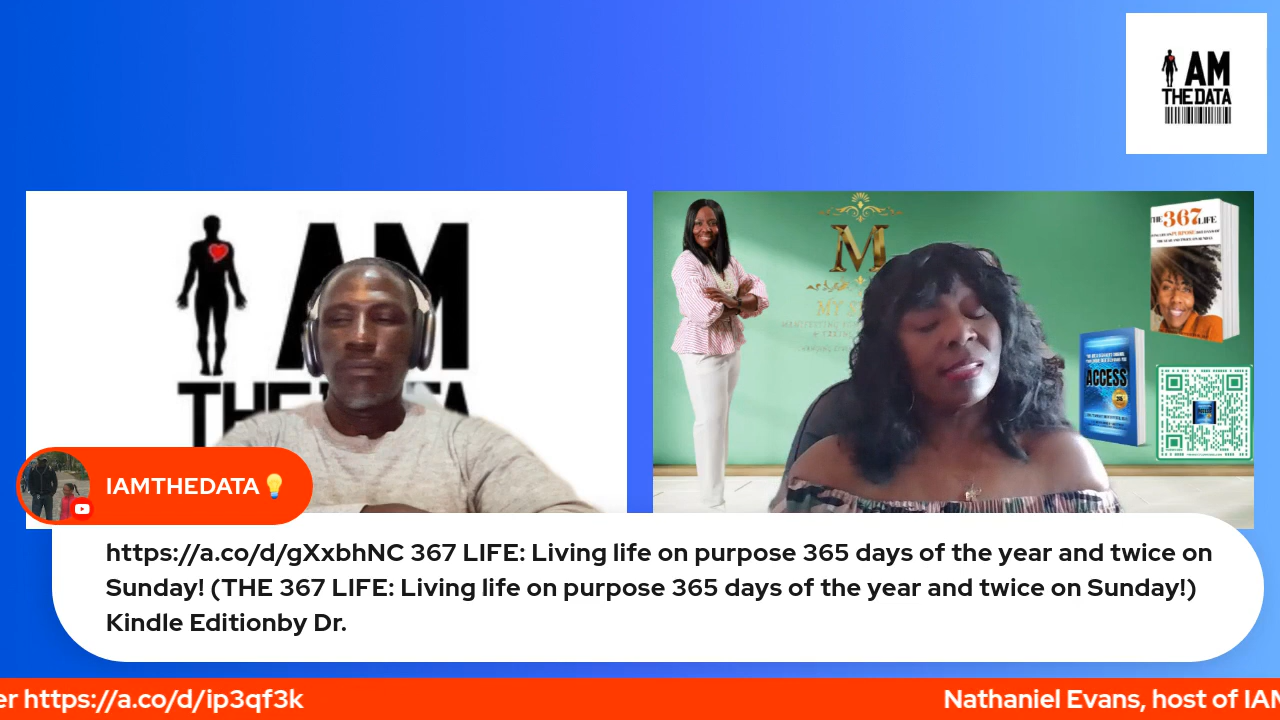 I AM
THE DATA
I AM
THE DATA
M
THE 367 LIFE
ACCESS
IAMTHEDATA💡
https://a.co/d/gXxbhNC 367 LIFE: Living life on purpose 365 days of the year and twice on
Sunday! (THE 367 LIFE: Living life on purpose 365 days of the year and twice on Sunday!)
Kindle Editionby Dr.
er https://a.co/d/ip3qf3k
Nathaniel Evans, host of IAM